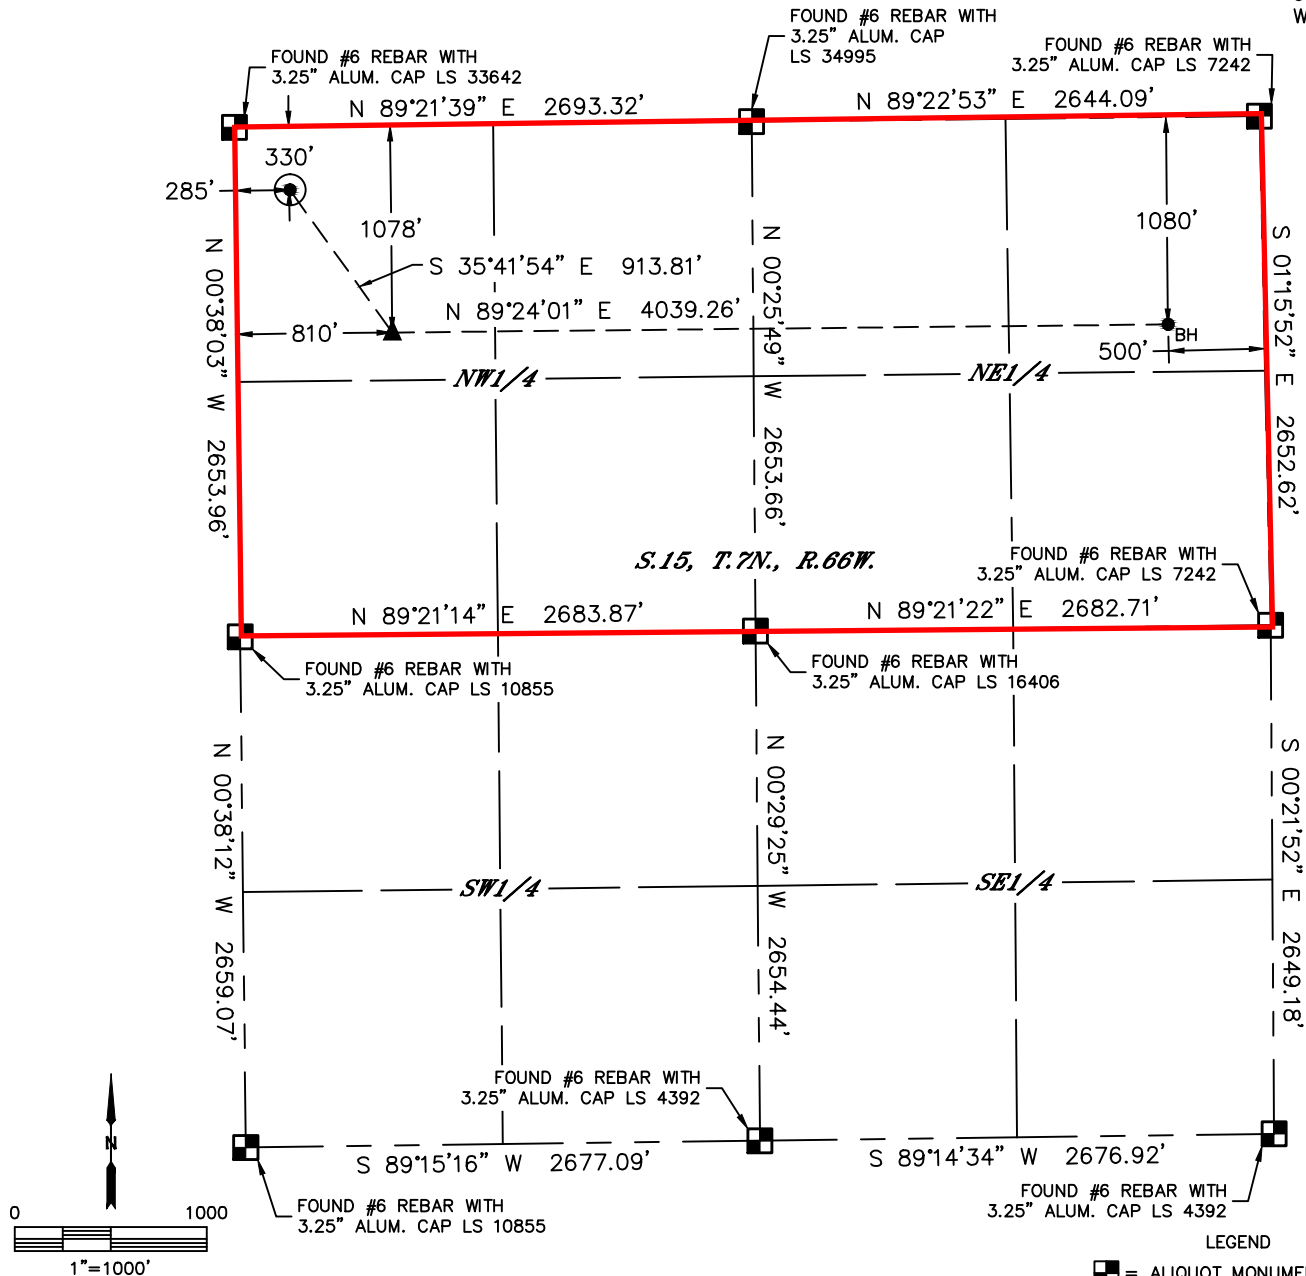 W
FOUND #6 REBAR WITH
3.25” ALUM. CAP
LS 34995
FOUND #6 REBAR WITH
3.25” ALUM. CAP LS 33642
FOUND #6 REBAR WITH
3.25” ALUM. CAP LS 7242
N 89°21’39” E 2693.32’
N 89°22’53” E 2644.09’
330’
285’
1078’
1080’
S 35°41’54” E 913.81’
N 89°24’01” E 4039.26’
810’
BH
500’
N 00°38’03” W 2653.96’
N 00°25’49” W 2653.66’
S 01°15’52” E 2652.62’
NW1/4
NE1/4
S.15, T.7N., R.66W.
FOUND #6 REBAR WITH
3.25” ALUM. CAP LS 7242
N 89°21’14” E 2683.87’
N 89°21’22” E 2682.71’
FOUND #6 REBAR WITH
3.25” ALUM. CAP LS 10855
FOUND #6 REBAR WITH
3.25” ALUM. CAP LS 16406
N 00°38’12” W 2659.07’
N 00°29’25” W 2654.44’
S 00°21’52” E 2649.18’
SW1/4
SE1/4
FOUND #6 REBAR WITH
3.25” ALUM. CAP LS 4392
S 89°15’16” W 2677.09’
S 89°14’34” W 2676.92’
FOUND #6 REBAR WITH
3.25” ALUM. CAP LS 10855
FOUND #6 REBAR WITH
3.25” ALUM. CAP LS 4392
N
0 1000
1”=1000’
LEGEND
= ALIQUOT MONUME